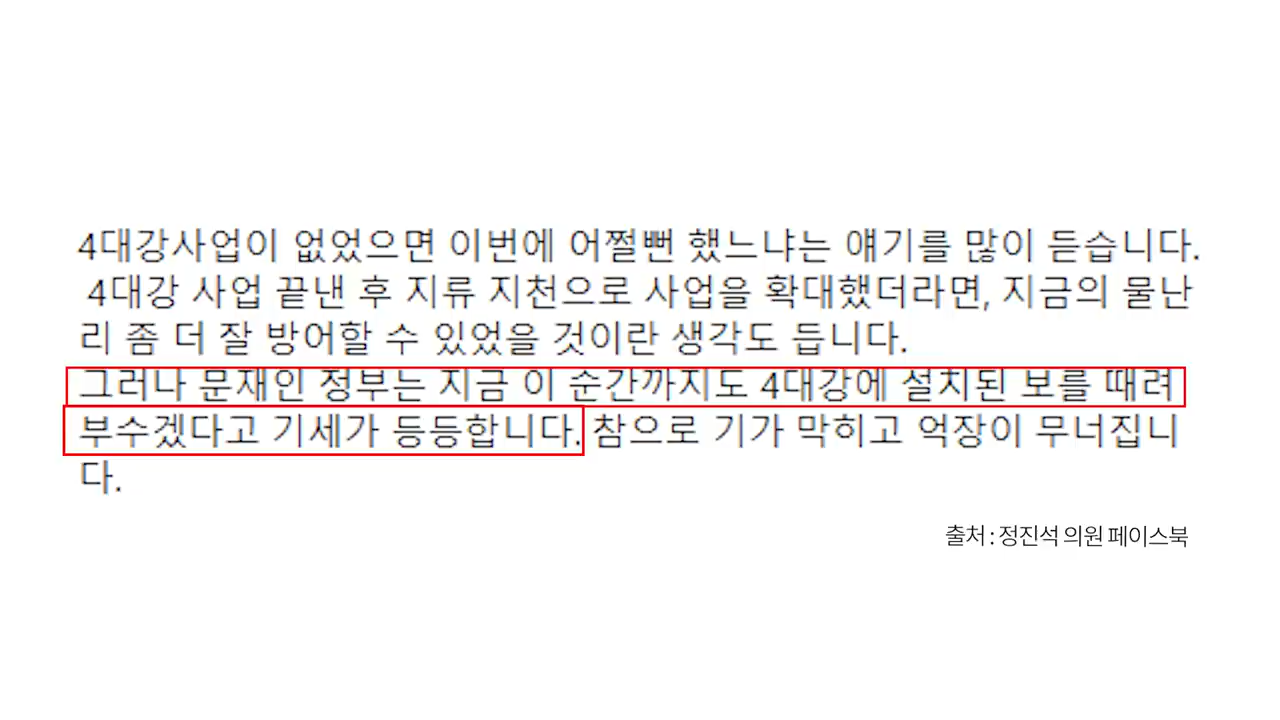 4대강사업이 없었으면 이번에 어쩔뻔 했느냐는 얘기를 많이 듣습니다.
4대강 사업 끝낸 후 지류 지천으로 사업을 확대했더라면, 지금의 물난
리 좀 더 잘 방어할 수 있었을 것이란 생각도 듭니다.
그러나 문재인 정부는 지금 이 순간까지도 4대강에 설치된 보를 때려
부수겠다고 기세가 등등합니다. 참으로 기가 막히고 억장이 무너집니
다.
출처 : 정진석 의원 페이스북